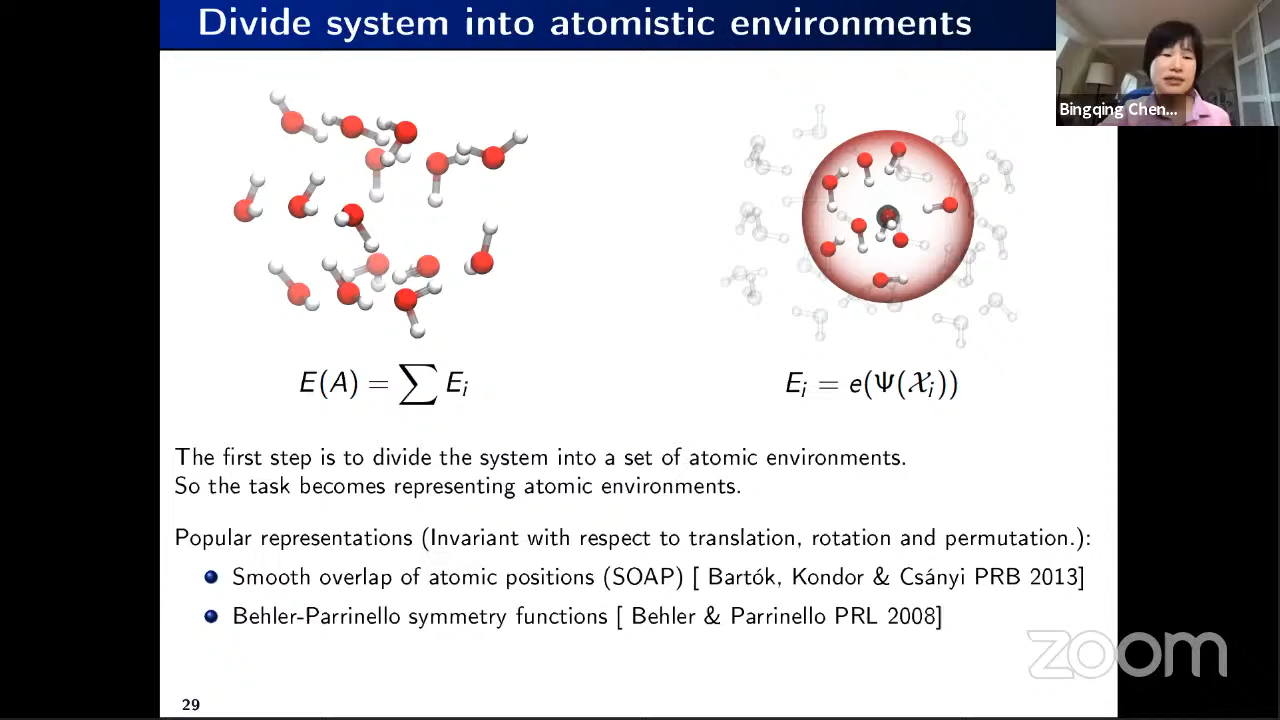 Divide system into atomistic environments
Bingqing Chen...
E(A) = ∑ Eᵢ
Eᵢ = e(Ψ(𝒳ᵢ))
The first step is to divide the system into a set of atomic environments.
So the task becomes representing atomic environments.
Popular representations (Invariant with respect to translation, rotation and permutation.):
Smooth overlap of atomic positions (SOAP) [ Bartók, Kondor & Csányi PRB 2013]
Behler-Parrinello symmetry functions [ Behler & Parrinello PRL 2008]
zoom
29